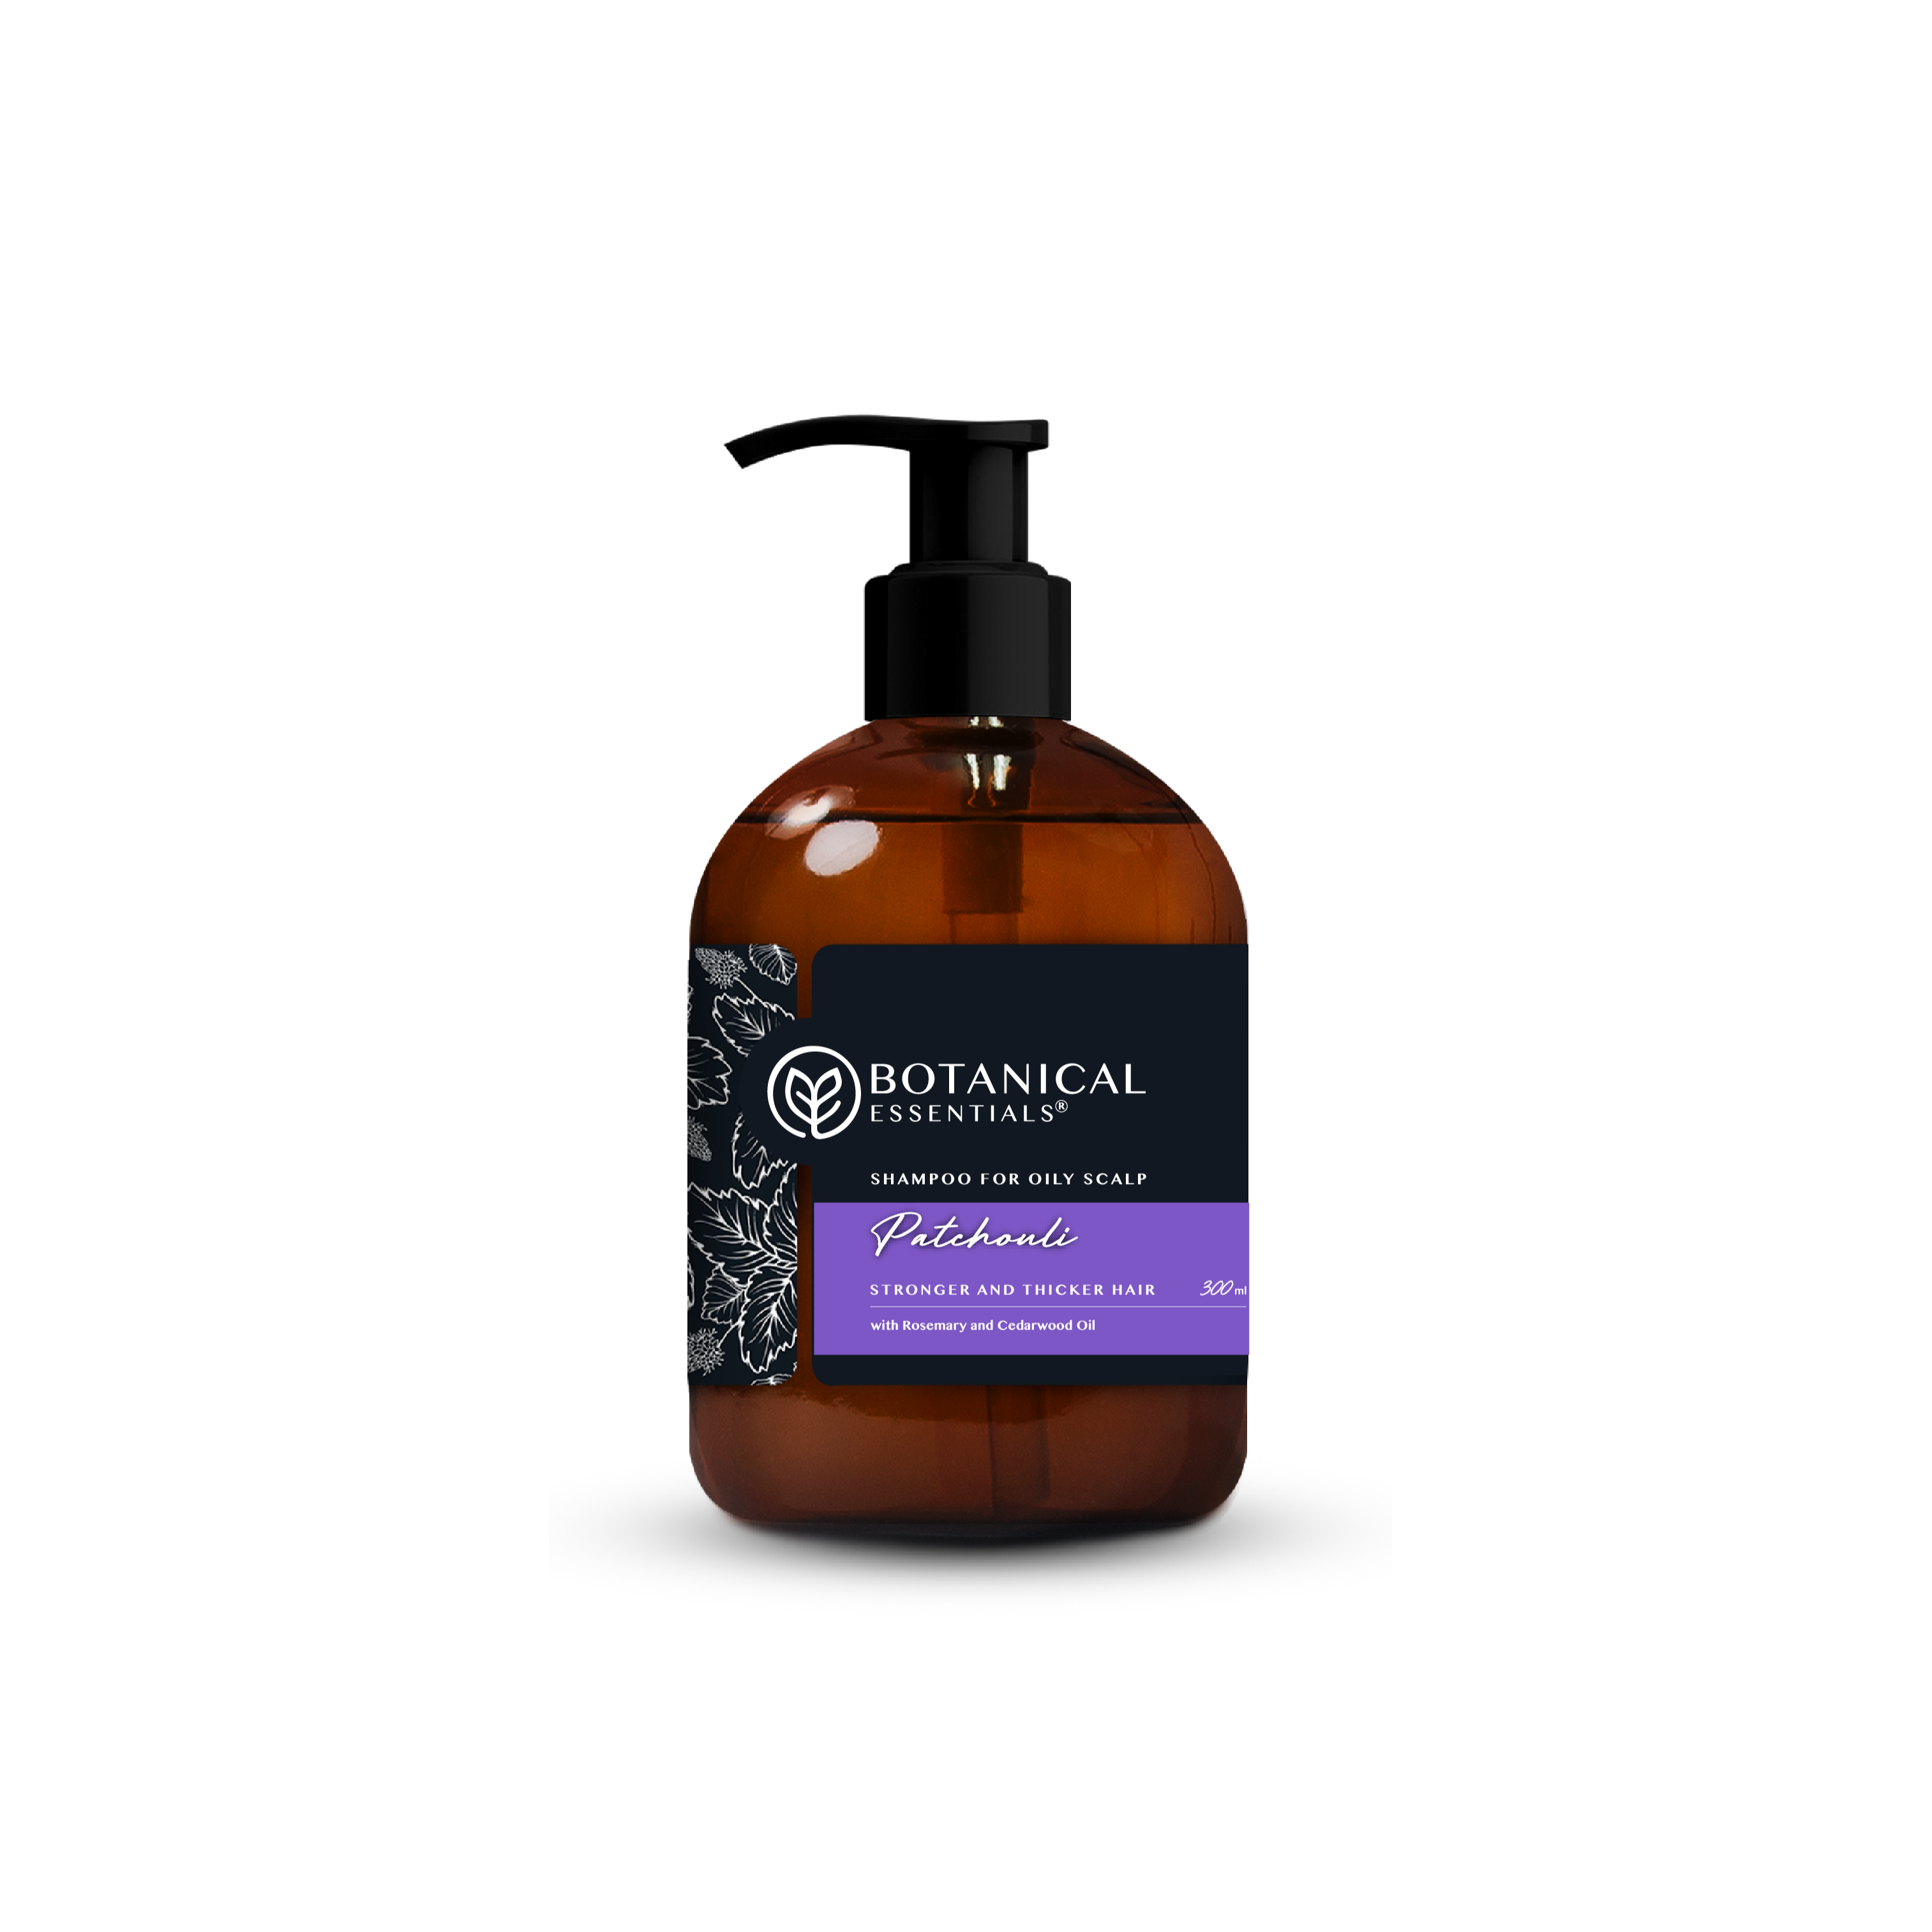 BOTANICAL
ESSENTIALS®
SHAMPOO FOR OILY SCALP
Patchouli
STRONGER AND THICKER HAIR 300 ml
with Rosemary and Cedarwood Oil